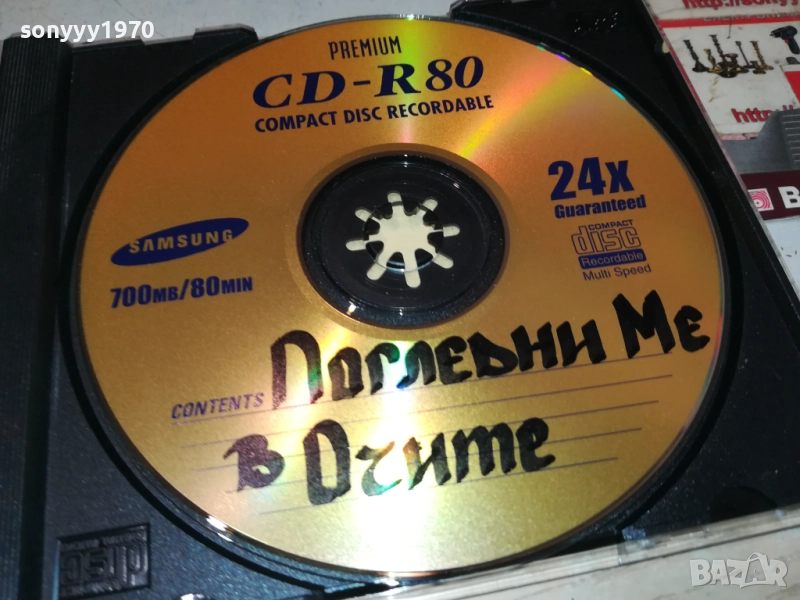 sonyyy1970
PREMIUM
CD-R80
COMPACT DISC RECORDABLE
24x
Guaranteed
COMPACT
disc
Recordable
Multi Speed
SAMSUNG
700MB/80MIN
CONTENTS
Погледни Ме
в Очите
BAZAR